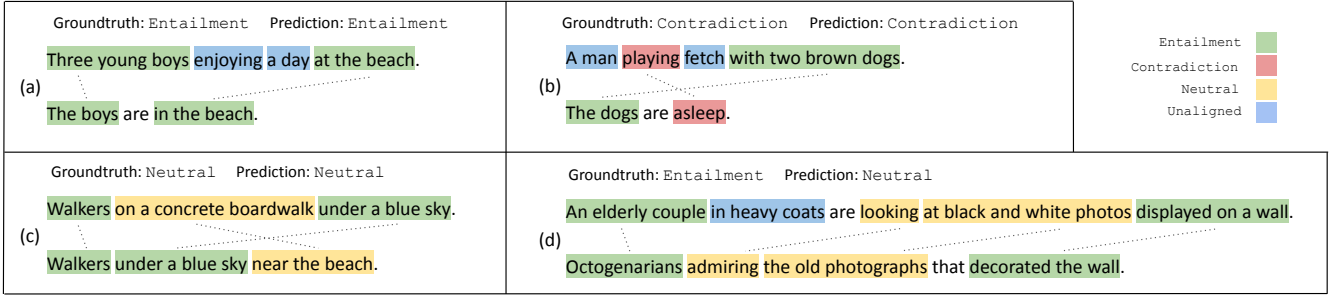 Groundtruth: Entailment Prediction: Entailment
Three young boys enjoying a day at the beach.
(a)
The boys are in the beach.
Groundtruth: Contradiction Prediction: Contradiction
A man playing fetch with two brown dogs.
(b)
The dogs are asleep.
Entailment
Contradiction
Neutral
Unaligned
Groundtruth: Neutral Prediction: Neutral
Walkers on a concrete boardwalk under a blue sky.
(c)
Walkers under a blue sky near the beach.
Groundtruth: Entailment Prediction: Neutral
An elderly couple in heavy coats are looking at black and white photos displayed on a wall.
(d)
Octogenarians admiring the old photographs that decorated the wall.